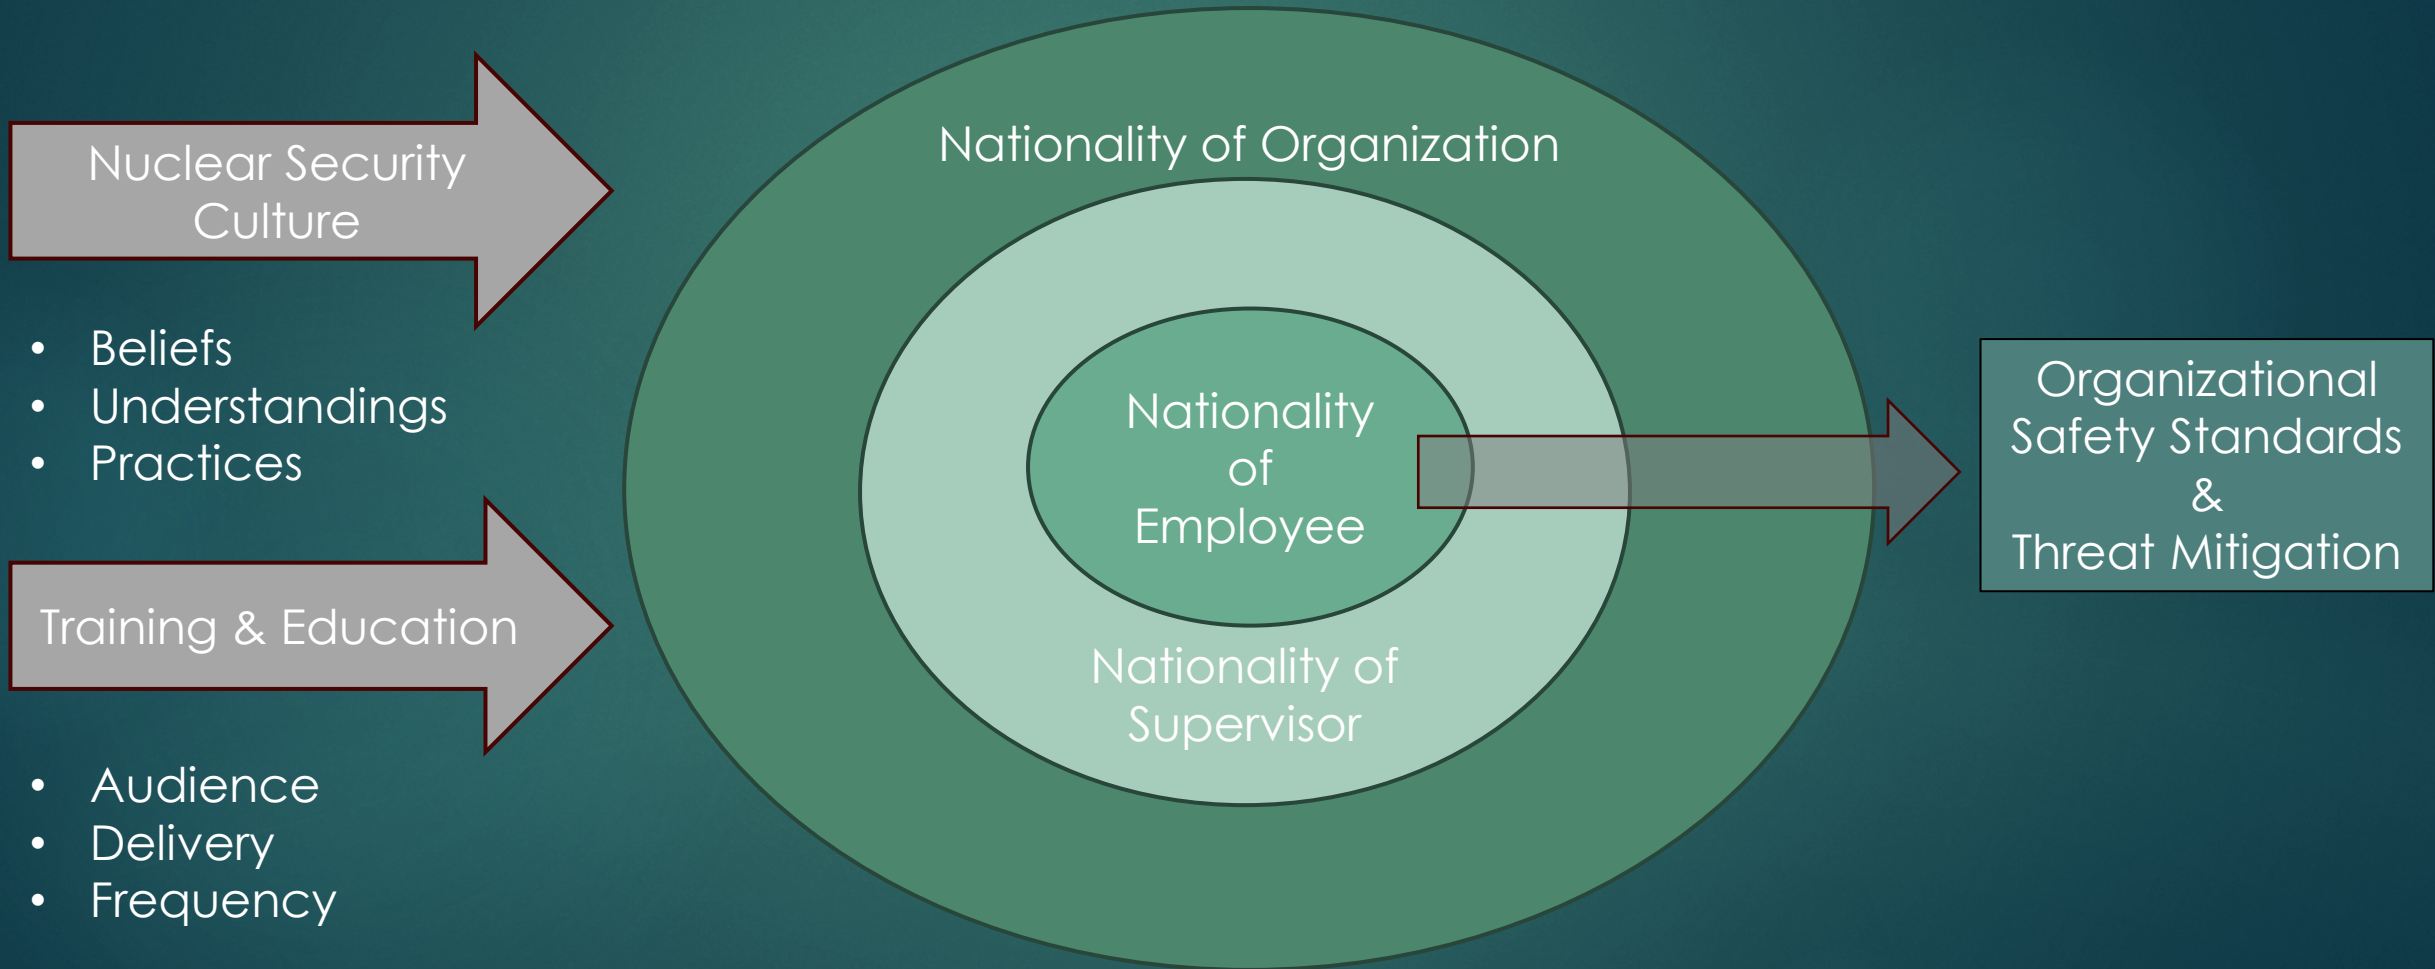 Nuclear Security
Culture
• Beliefs
• Understandings
• Practices
Training & Education
• Audience
• Delivery
• Frequency
Nationality of Organization
Nationality
of
Employee
Nationality of
Supervisor
Organizational
Safety Standards
&
Threat Mitigation